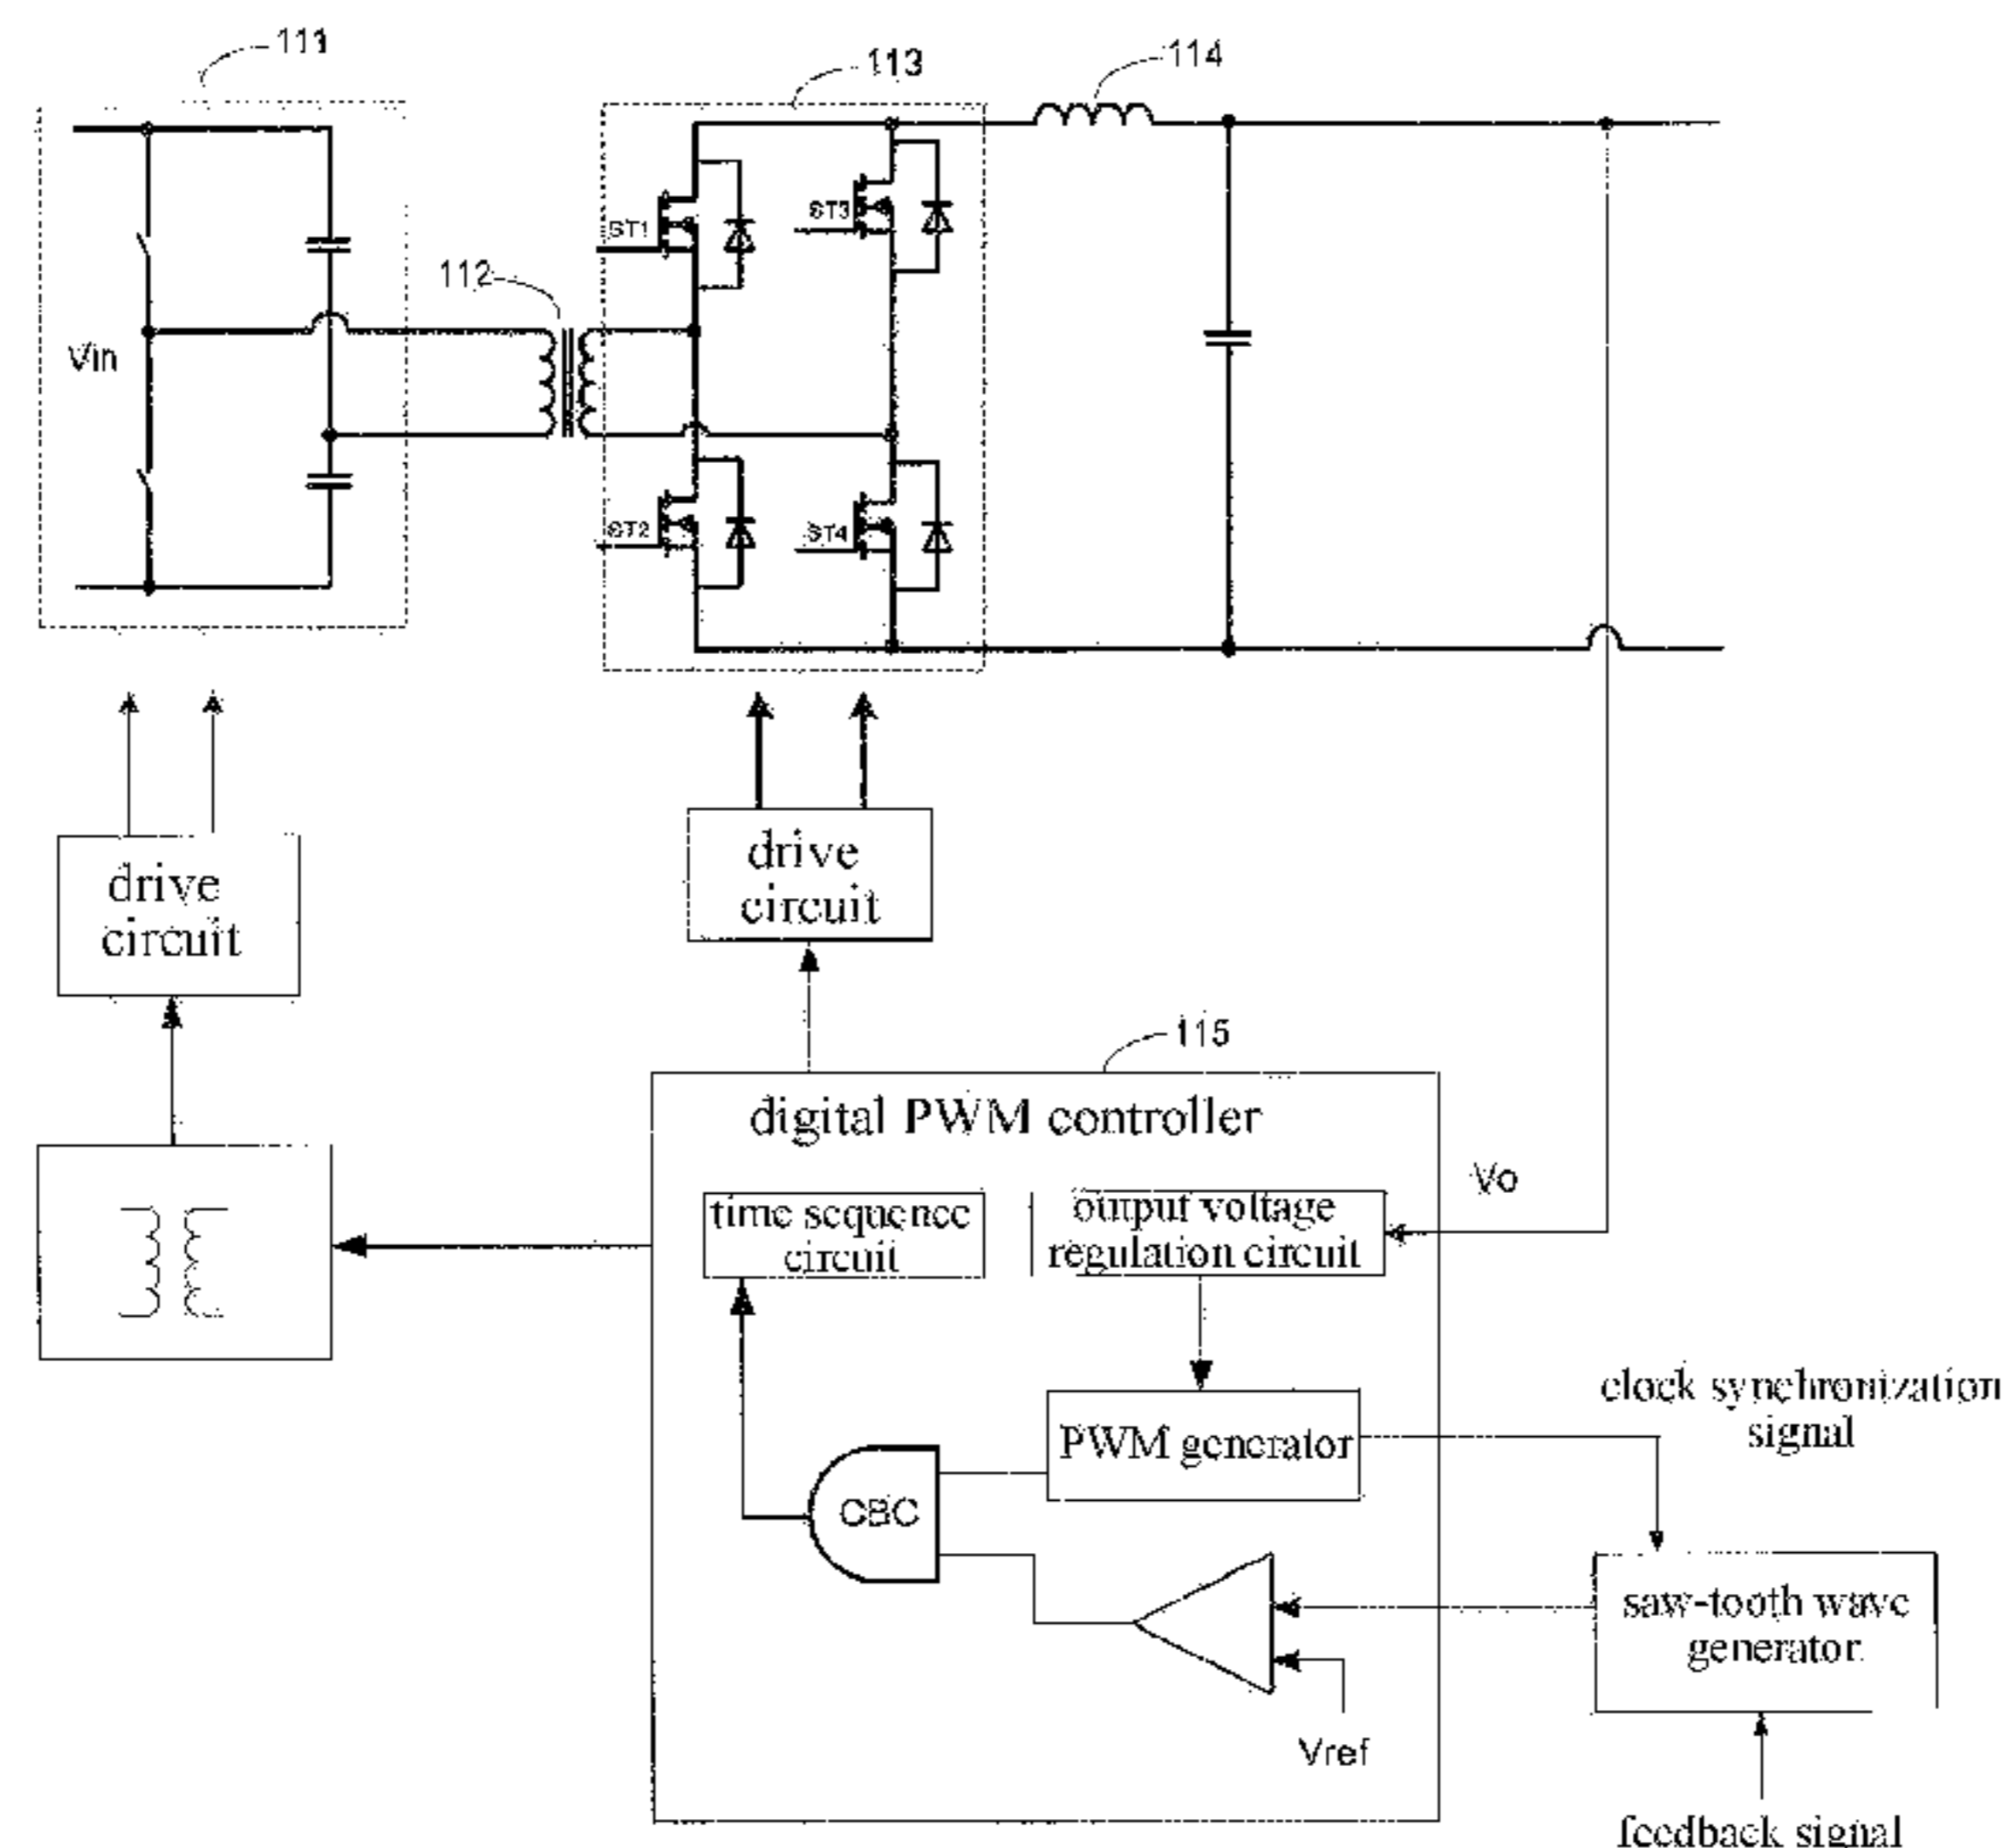 111
113
114
112
Vin
ST1
ST3
ST2
ST4
drive
circuit
drive
circuit
115
digital PWM controller
Vo
time sequence
circuit
output voltage
regulation circuit
clock synchronization
signal
PWM generator
CBC
saw-tooth wave
generator
Vref
feedback signal